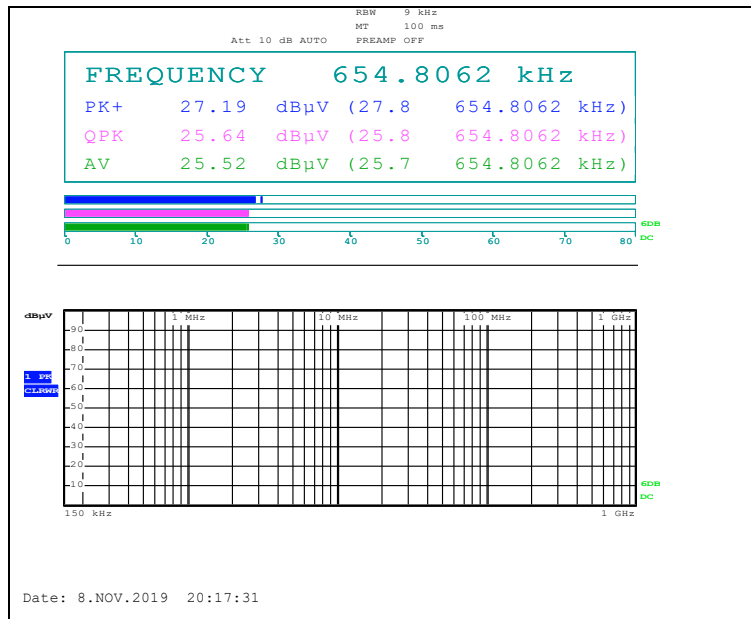 RBW 9 kHz
MT 100 ms
Att 10 dB AUTO PREAMP OFF
FREQUENCY 654.8062 kHz
PK+ 27.19 dBµV (27.8 654.8062 kHz)
QPK 25.64 dBµV (25.8 654.8062 kHz)
AV 25.52 dBµV (25.7 654.8062 kHz)
6DB
0 10 20 30 40 50 60 70 80 DC
dBµV
1 MHz 10 MHz 100 MHz 1 GHz
90
80
70
1 PK
60
CLRWR
50
40
30
20
10
6DB
DC
150 kHz 1 GHz
Date: 8.NOV.2019 20:17:31